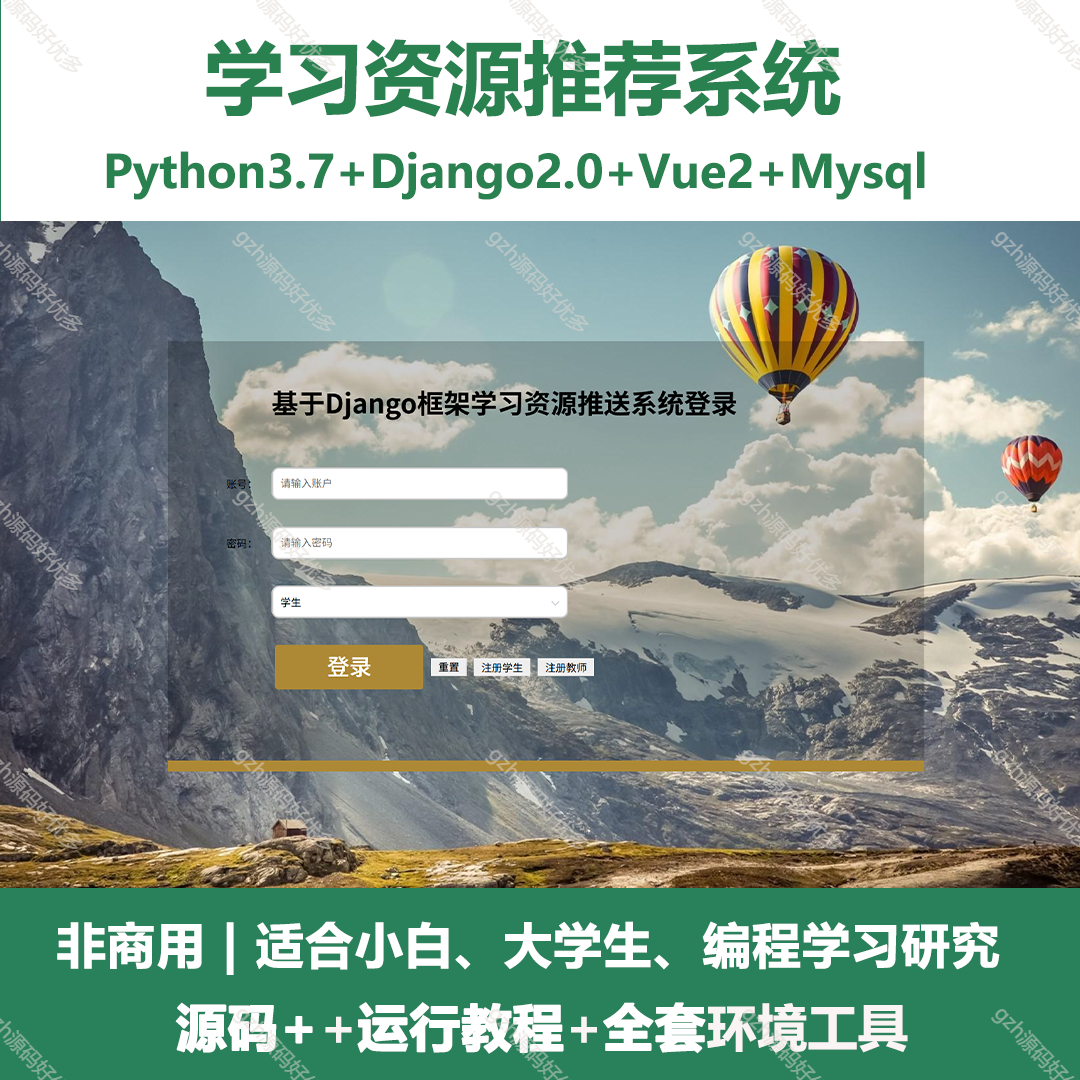 学习资源推荐系统
Python3.7+Django2.0+Vue2+Mysql
基于Django框架学习资源推送系统登录
账号： 请输入账户
密码： 请输入密码
学生
登录 重置 注册学生 注册教师
非商用 | 适合小白、大学生、编程学习研究
源码++运行教程+全套环境工具
gzh源码好优多